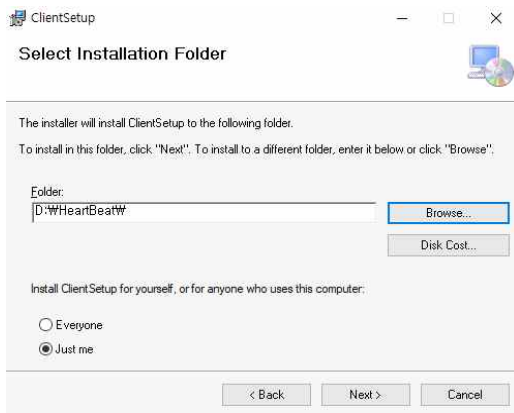 ClientSetup
Select Installation Folder
The installer will install ClientSetup to the following folder.
To install in this folder, click "Next". To install to a different folder, enter it below or click "Browse".
Folder:
D:₩HeartBeat₩
Browse...
Disk Cost...
Install ClientSetup for yourself, or for anyone who uses this computer:
Everyone
Just me
< Back
Next >
Cancel